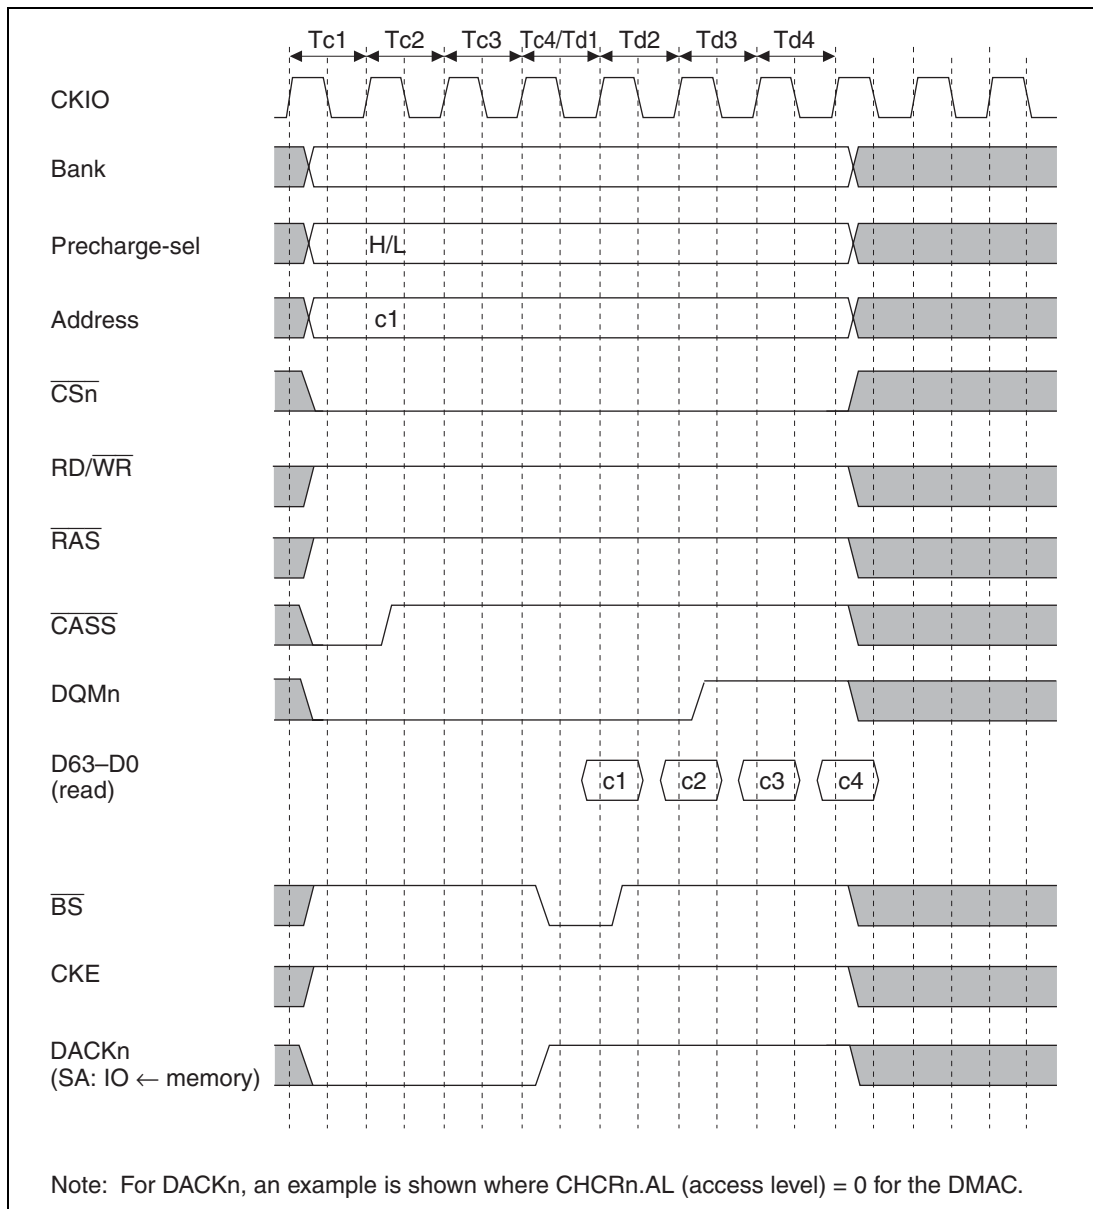 Tc1 Tc2 Tc3 Tc4/Td1 Td2 Td3 Td4
CKIO
Bank
Precharge-sel H/L
Address c1
CSn
RD/WR
RAS
CASS
DQMn
D63–D0
(read) c1 c2 c3 c4
BS
CKE
DACKn
(SA: IO ← memory)
Note: For DACKn, an example is shown where CHCRn.AL (access level) = 0 for the DMAC.